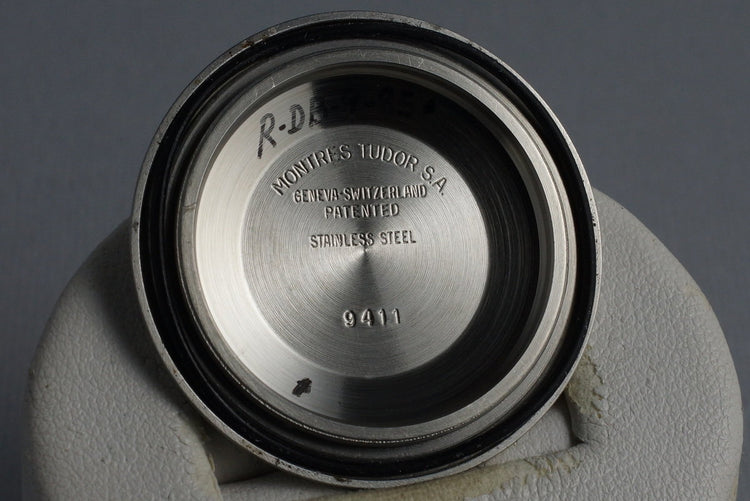 MONTRES TUDOR S.A.
GENEVA-SWITZERLAND
PATENTED
STAINLESS STEEL
9411